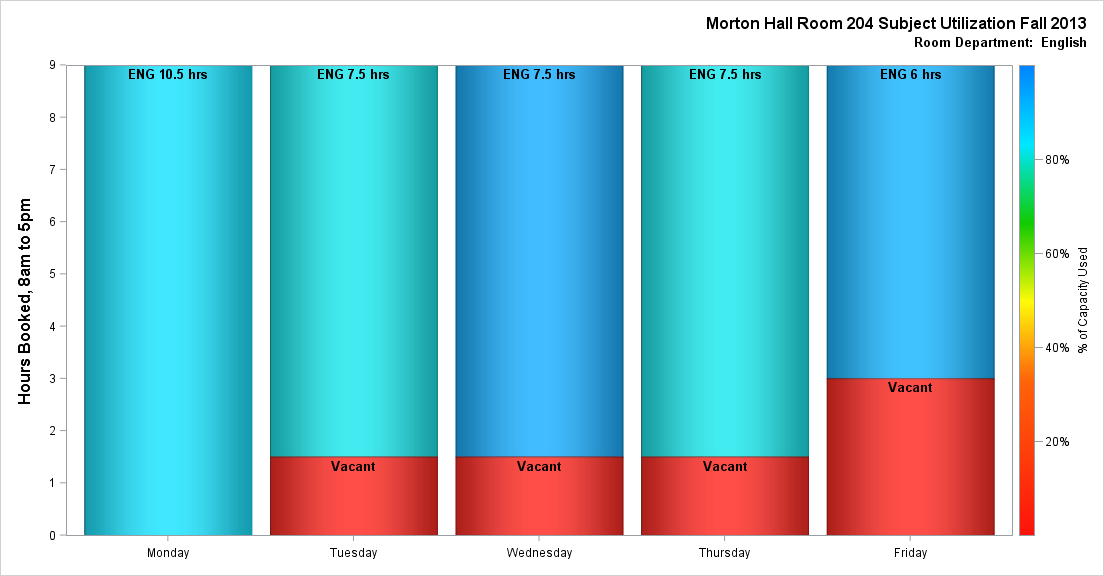 Morton Hall Room 204 Subject Utilization Fall 2013
Room Department: English
Hours Booked, 8am to 5pm
9
8
7
6
5
4
3
2
1
0
ENG 10.5 hrs
ENG 7.5 hrs
ENG 7.5 hrs
ENG 7.5 hrs
ENG 6 hrs
Vacant
Vacant
Vacant
Vacant
Monday
Tuesday
Wednesday
Thursday
Friday
80%
60%
40%
20%
% of Capacity Used